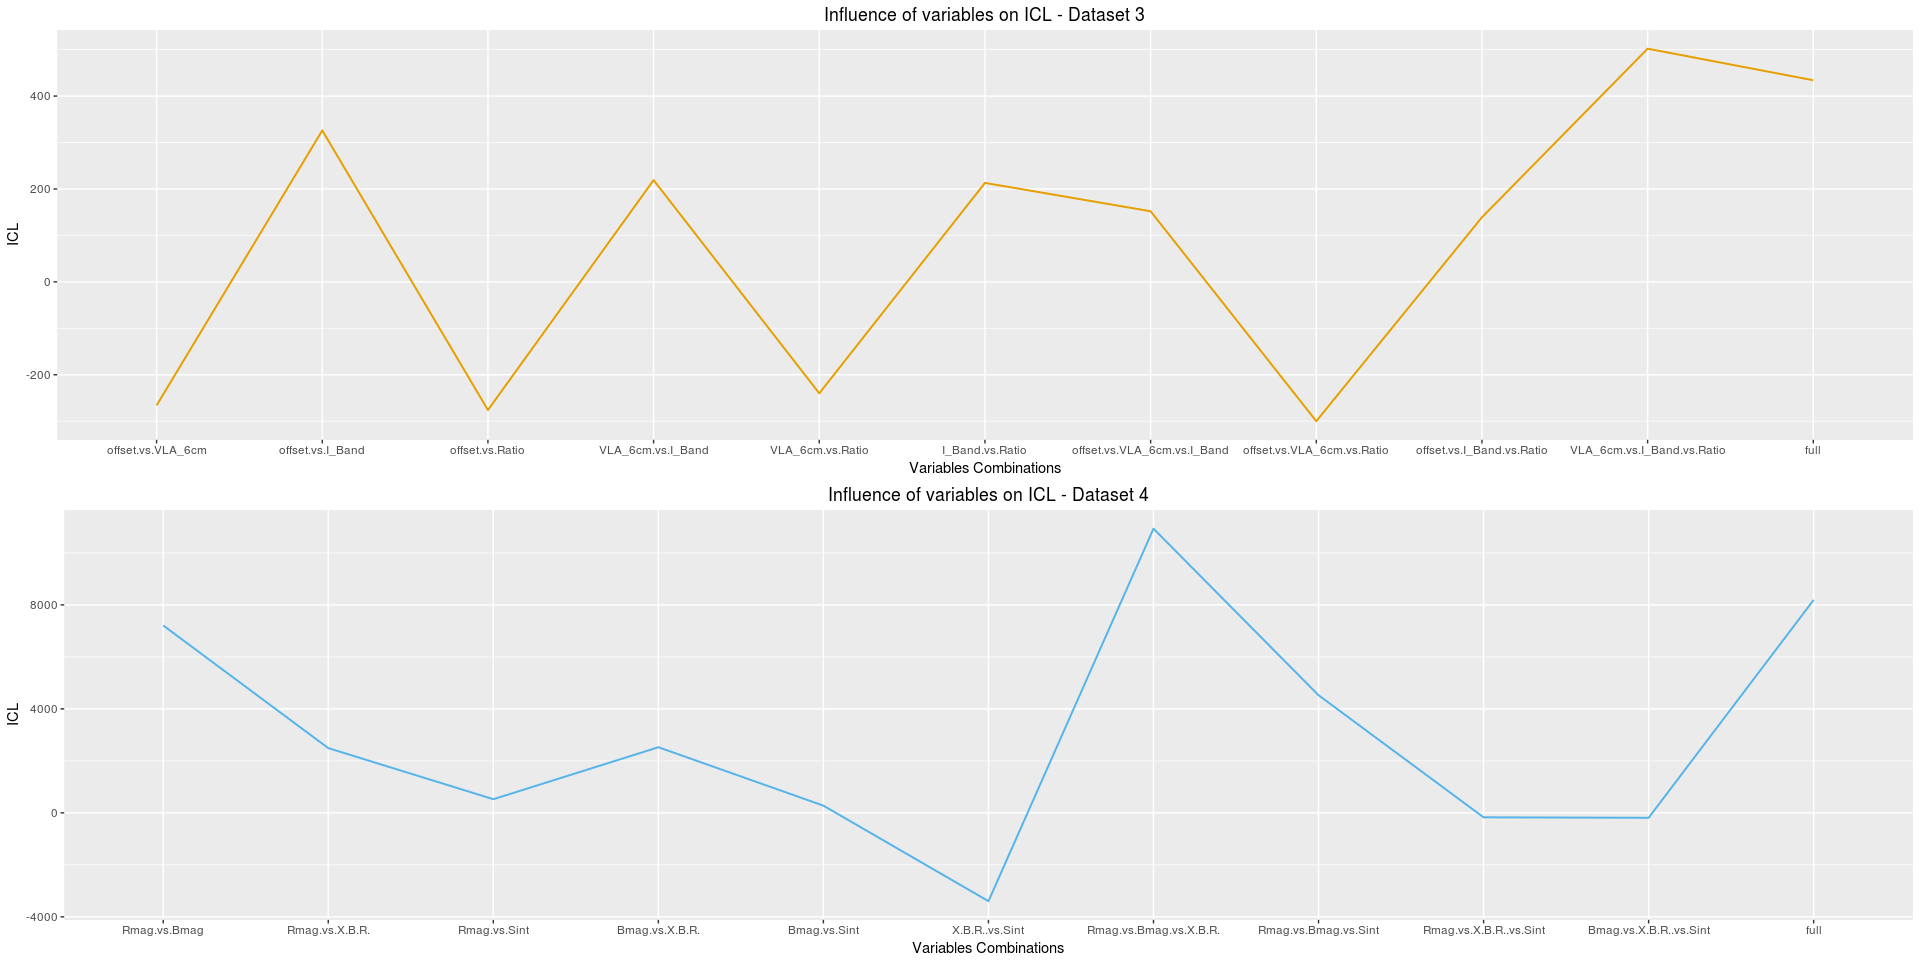 Influence of variables on ICL - Dataset 3
ICL
400
200
0
-200
offset.vs.VLA_6cm offset.vs.I_Band offset.vs.Ratio VLA_6cm.vs.I_Band VLA_6cm.vs.Ratio I_Band.vs.Ratio offset.vs.VLA_6cm.vs.I_Band offset.vs.VLA_6cm.vs.Ratio offset.vs.I_Band.vs.Ratio VLA_6cm.vs.I_Band.vs.Ratio full
Variables Combinations
Influence of variables on ICL - Dataset 4
ICL
8000
4000
0
-4000
Rmag.vs.Bmag Rmag.vs.X.B.R. Rmag.vs.Sint Bmag.vs.X.B.R. Bmag.vs.Sint X.B.R..vs.Sint Rmag.vs.Bmag.vs.X.B.R. Rmag.vs.Bmag.vs.Sint Rmag.vs.X.B.R..vs.Sint Bmag.vs.X.B.R..vs.Sint full
Variables Combinations